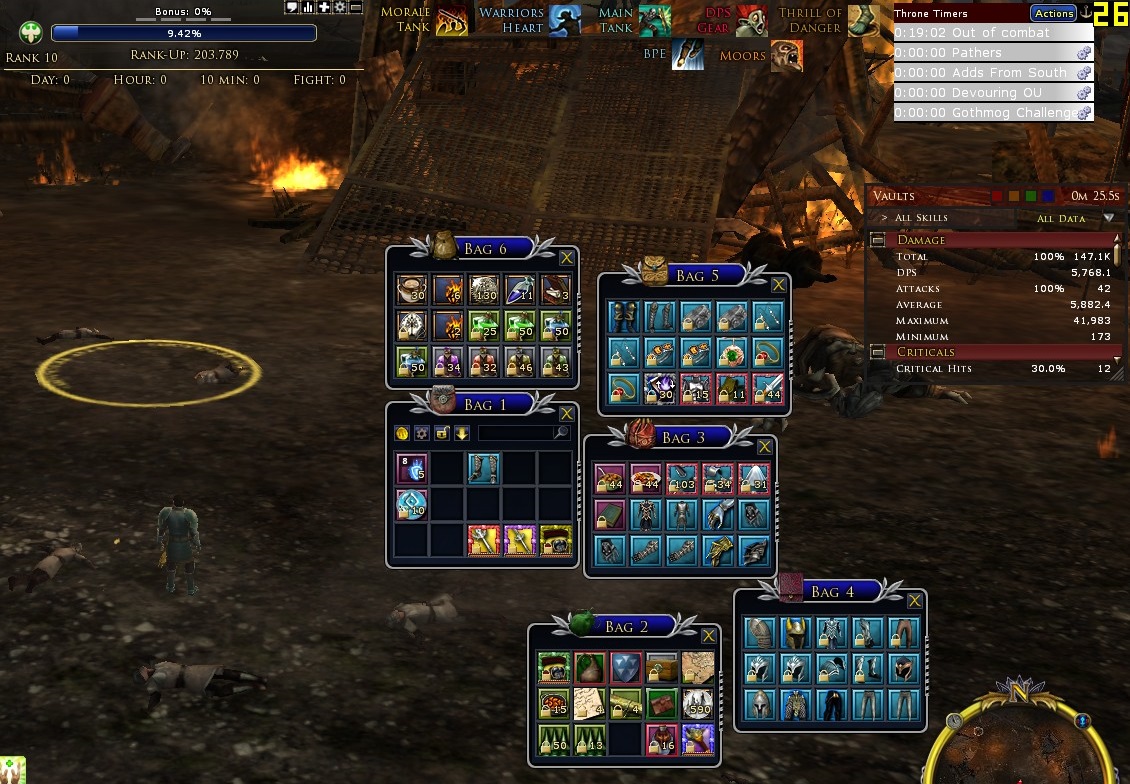 Bonus: 0%
9.42%
RANK 10
RANK-UP: 203,789
DAY: 0 HOUR: 0 10 MIN: 0 FIGHT: 0
MORALE TANK
WARRIORS HEART
MAIN TANK
DPS GEAR
THRILL OF DANGER
BPE
MOORS
Throne Timers Actions 26
0:19:02 Out of combat
0:00:00 Pathers
0:00:00 Adds From South
0:00:00 Devouring OU
0:00:00 Gothmog Challenge
VAULTS 0M 25.5S
> ALL SKILLS ALL DATA
DAMAGE
TOTAL 100% 147.1K
DPS 5,768.1
ATTACKS 100% 42
AVERAGE 5,882.4
MAXIMUM 41,983
MINIMUM 173
CRITICALS
CRITICAL HITS 30.0% 12
BAG 6
30 6 130 11 3
2 25 50 50
50 34 32 46 43
BAG 5
30 15 11 44
BAG 1
8 5
10
BAG 3
44 44 103 34 31
BAG 4
BAG 2
15 4 4 590
50 13 16
N